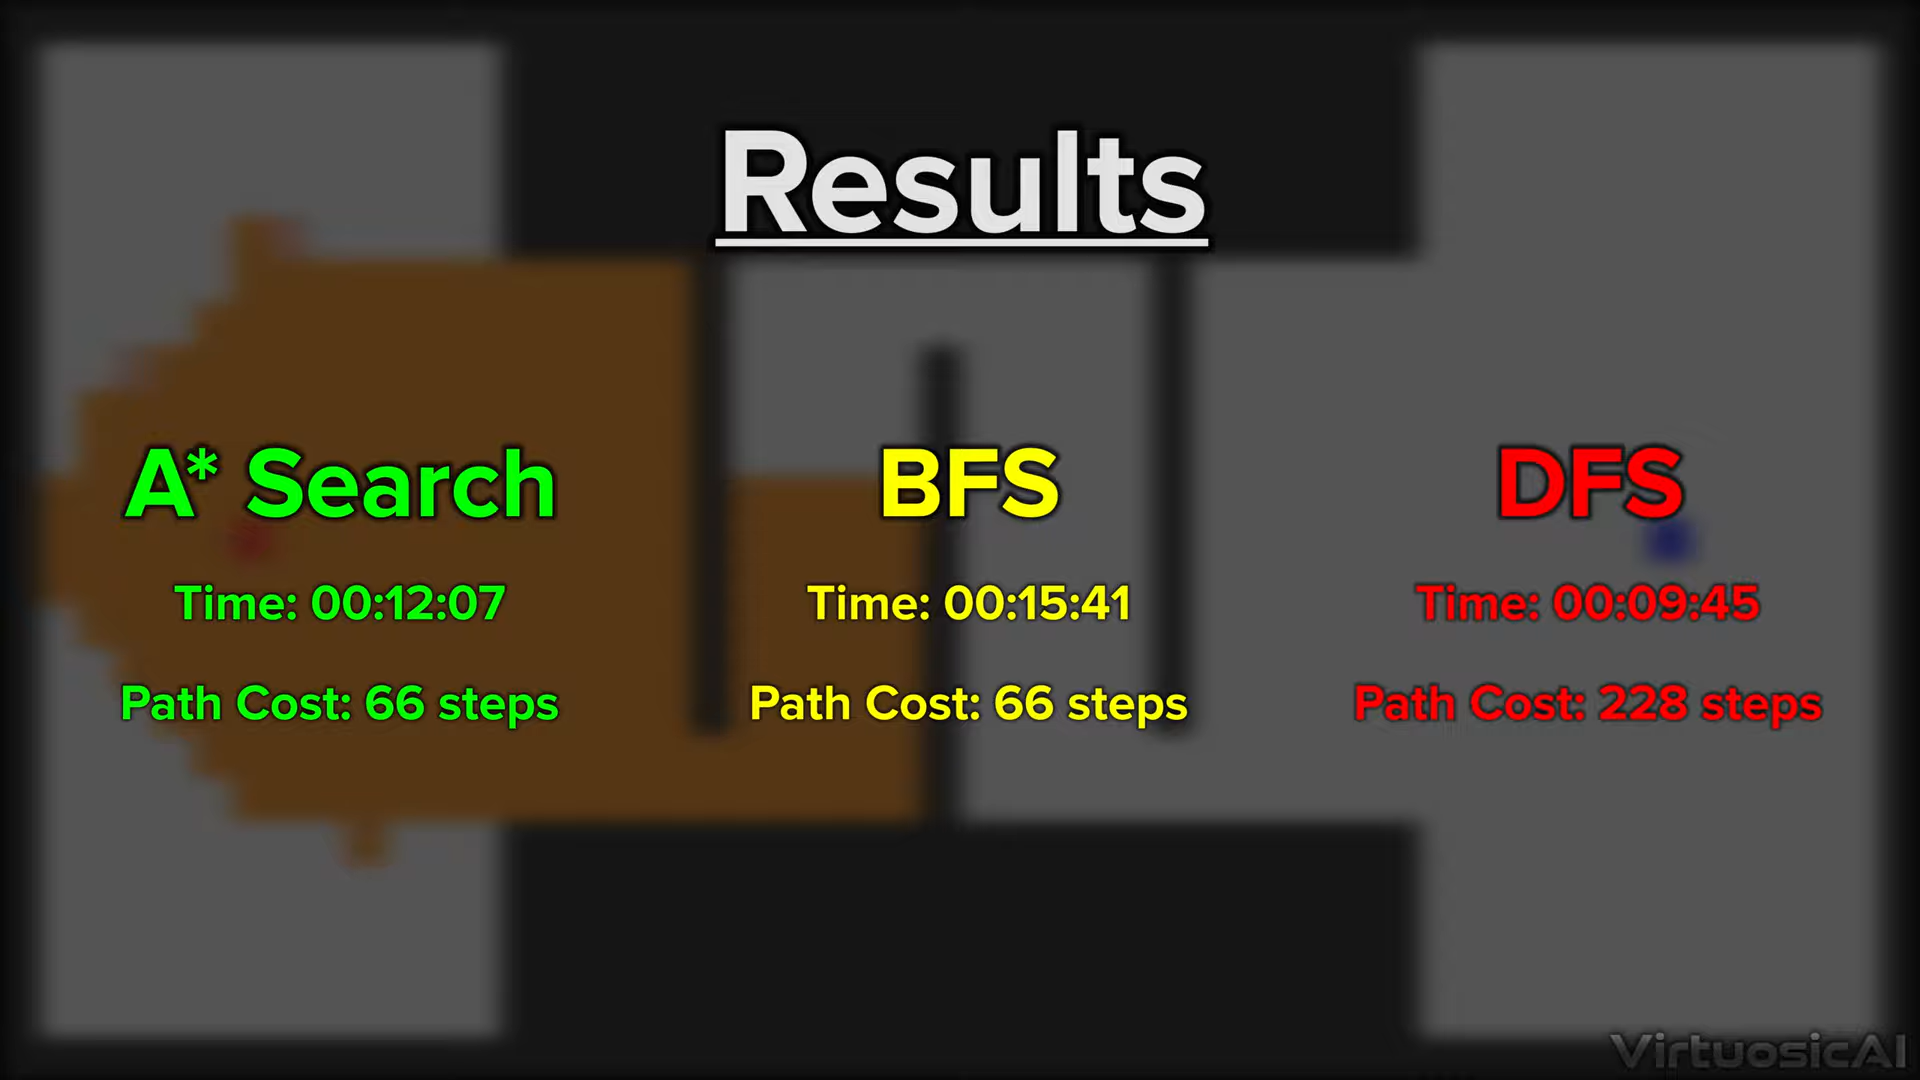 Results
A* Search
Time: 00:12:07
Path Cost: 66 steps
BFS
Time: 00:15:41
Path Cost: 66 steps
DFS
Time: 00:09:45
Path Cost: 228 steps
VirtuosicAI